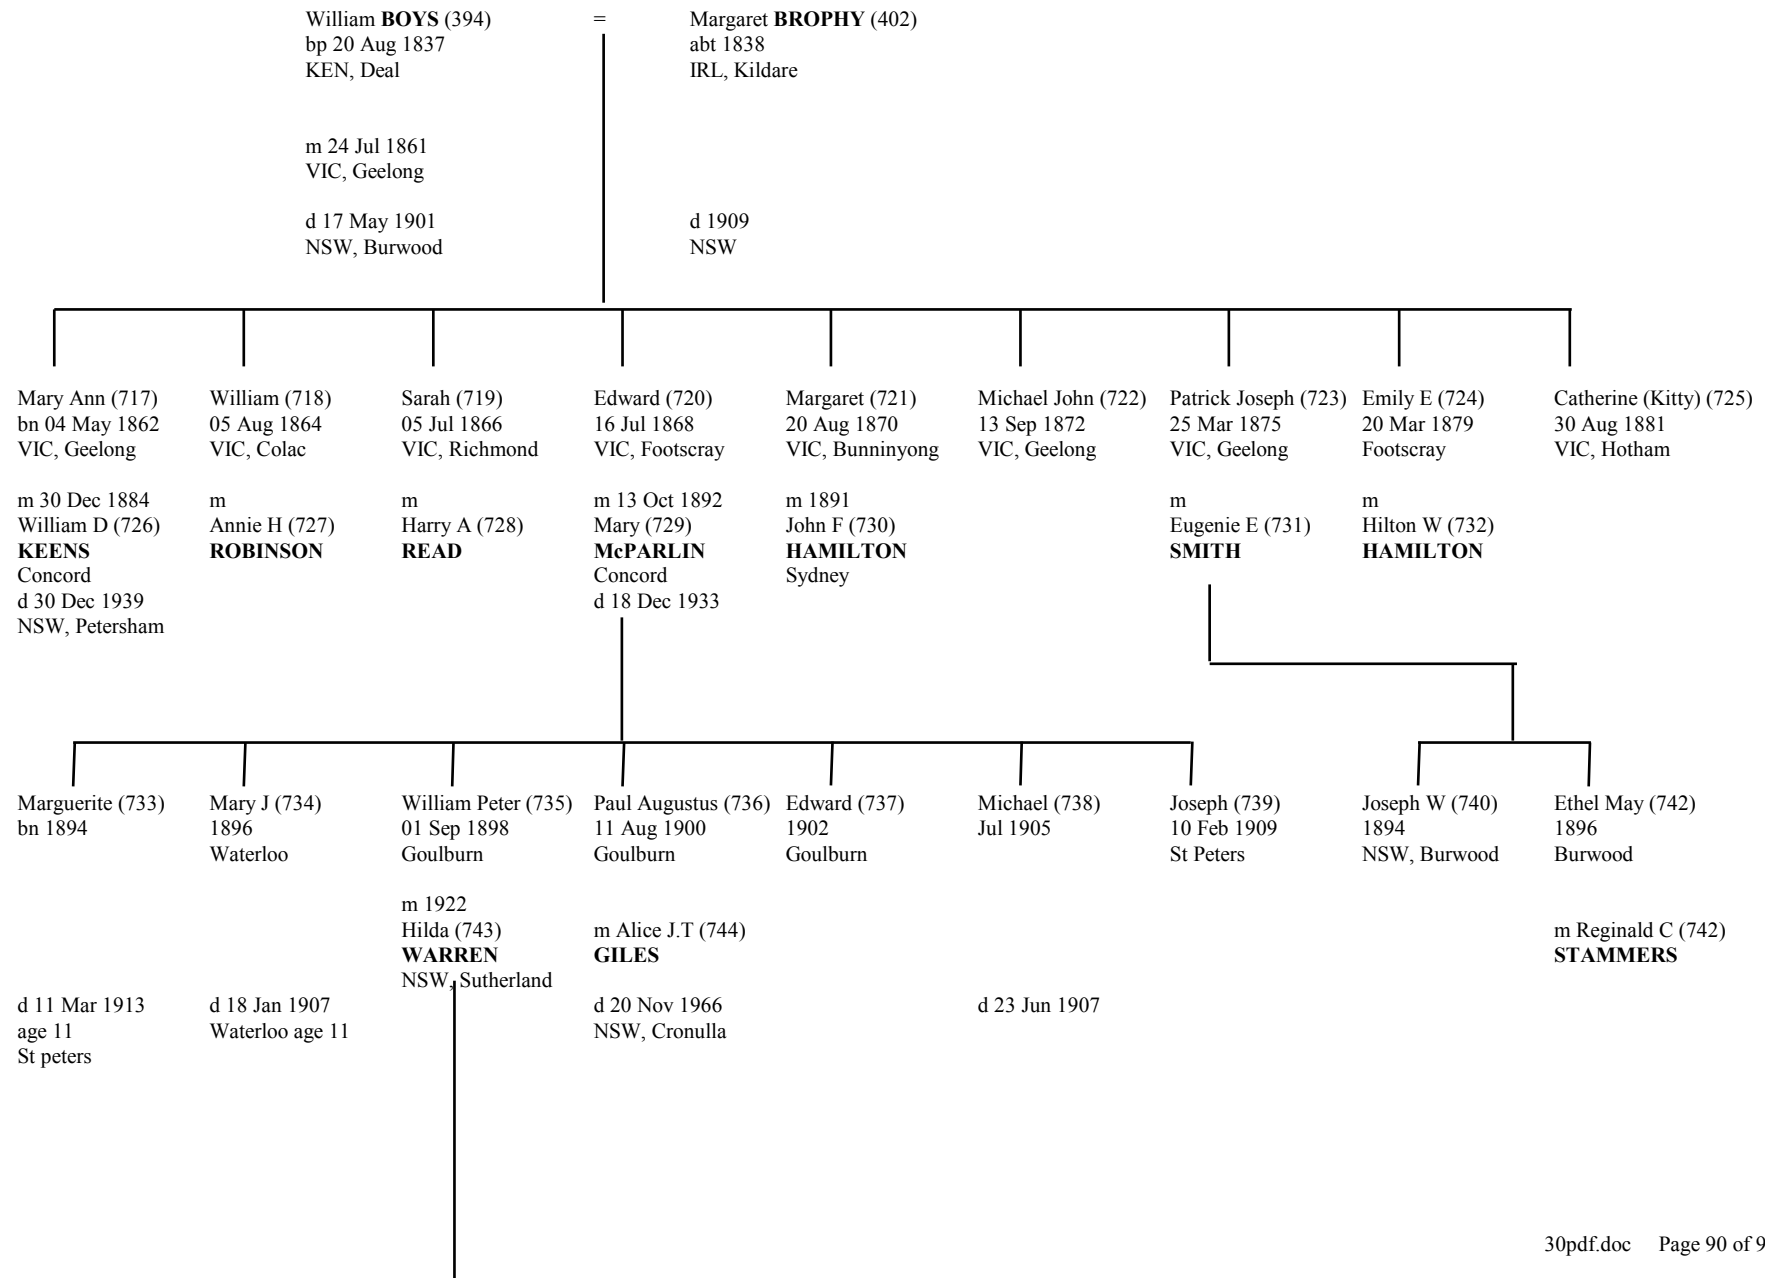 William BOYS (394)
bp 20 Aug 1837
KEN, Deal
m 24 Jul 1861
VIC, Geelong
d 17 May 1901
NSW, Burwood
=
Margaret BROPHY (402)
abt 1838
IRL, Kildare
d 1909
NSW
Mary Ann (717)
bn 04 May 1862
VIC, Geelong
m 30 Dec 1884
William D (726)
KEENS
Concord
d 30 Dec 1939
NSW, Petersham
William (718)
05 Aug 1864
VIC, Colac
m
Annie H (727)
ROBINSON
Sarah (719)
05 Jul 1866
VIC, Richmond
m
Harry A (728)
READ
Edward (720)
16 Jul 1868
VIC, Footscray
m 13 Oct 1892
Mary (729)
McPARLIN
Concord
d 18 Dec 1933
Margaret (721)
20 Aug 1870
VIC, Bunninyong
m 1891
John F (730)
HAMILTON
Sydney
Michael John (722)
13 Sep 1872
VIC, Geelong
Patrick Joseph (723)
25 Mar 1875
VIC, Geelong
m
Eugenie E (731)
SMITH
Emily E (724)
20 Mar 1879
Footscray
m
Hilton W (732)
HAMILTON
Catherine (Kitty) (725)
30 Aug 1881
VIC, Hotham
Marguerite (733)
bn 1894
d 11 Mar 1913
age 11
St peters
Mary J (734)
1896
Waterloo
d 18 Jan 1907
Waterloo age 11
William Peter (735)
01 Sep 1898
Goulburn
m 1922
Hilda (743)
WARREN
NSW, Sutherland
Paul Augustus (736)
11 Aug 1900
Goulburn
m Alice J.T (744)
GILES
d 20 Nov 1966
NSW, Cronulla
Edward (737)
1902
Goulburn
Michael (738)
Jul 1905
d 23 Jun 1907
Joseph (739)
10 Feb 1909
St Peters
Joseph W (740)
1894
NSW, Burwood
Ethel May (742)
1896
Burwood
m Reginald C (742)
STAMMERS
30pdf.doc Page 90 of 9